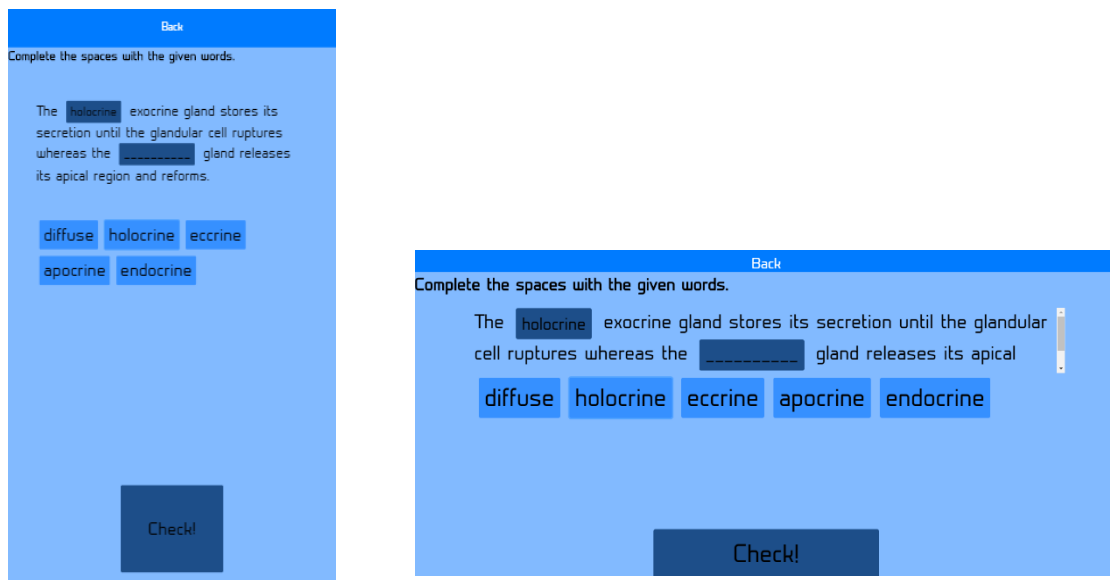 Back
Complete the spaces with the given words.
The holocrine exocrine gland stores its
secretion until the glandular cell ruptures
whereas the __________ gland releases
its apical region and reforms.
diffuse holocrine eccrine
apocrine endocrine
Check!
Back
Complete the spaces with the given words.
The holocrine exocrine gland stores its secretion until the glandular
cell ruptures whereas the __________ gland releases its apical
diffuse holocrine eccrine apocrine endocrine
Check!